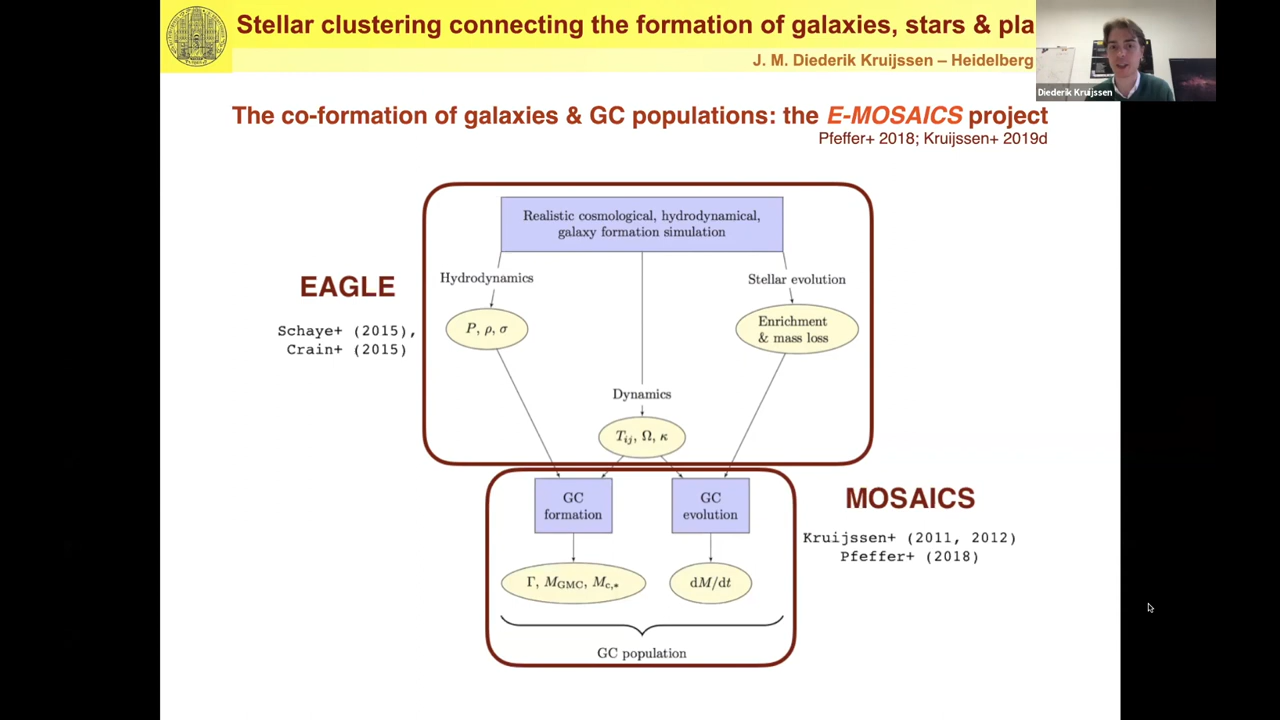 Stellar clustering connecting the formation of galaxies, stars & pla
J. M. Diederik Kruijssen – Heidelberg
Diederik Kruijssen
The co-formation of galaxies & GC populations: the E-MOSAICS project
Pfeffer+ 2018; Kruijssen+ 2019d
Realistic cosmological, hydrodynamical,
galaxy formation simulation
Hydrodynamics
Stellar evolution
EAGLE
Schaye+ (2015),
Crain+ (2015)
P, ρ, σ
Enrichment
& mass loss
Dynamics
Tij, Ω, κ
GC
formation
GC
evolution
MOSAICS
Kruijssen+ (2011, 2012)
Pfeffer+ (2018)
Γ, MGMC, Mc,*
dM/dt
GC population